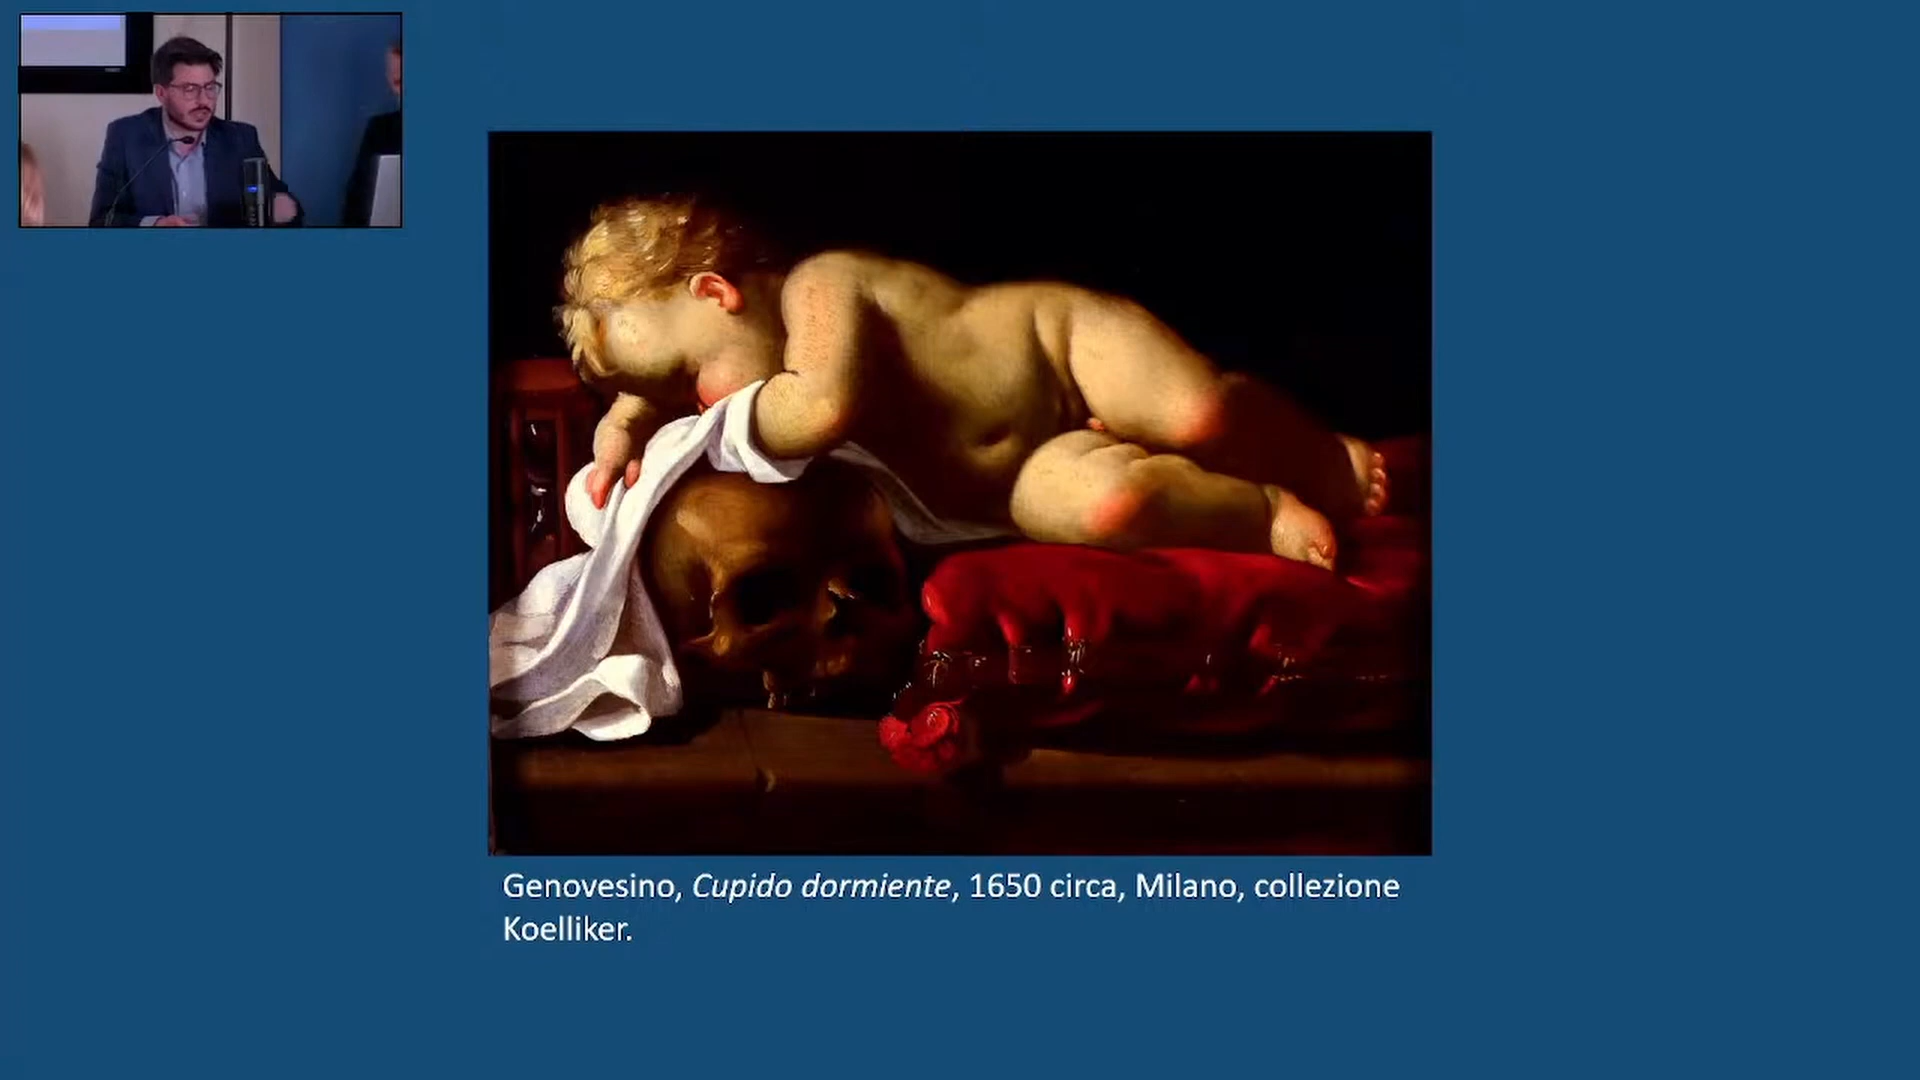 Genovesino, Cupido dormiente, 1650 circa, Milano, collezione
Koelliker.